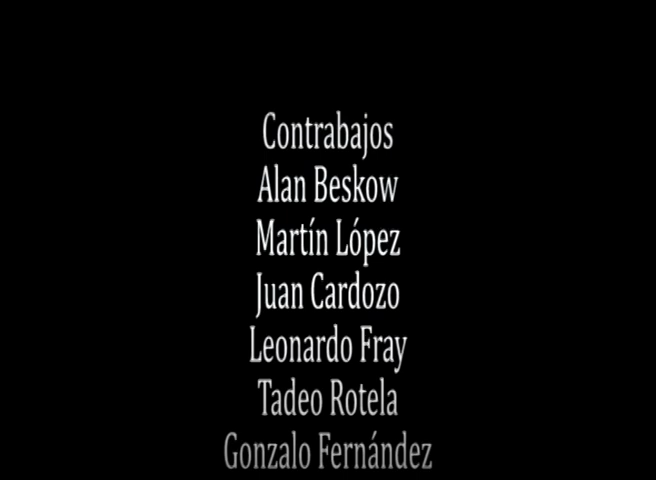 Contrabajos
Alan Beskow
Martín López
Juan Cardozo
Leonardo Fray
Tadeo Rotela
Gonzalo Fernández